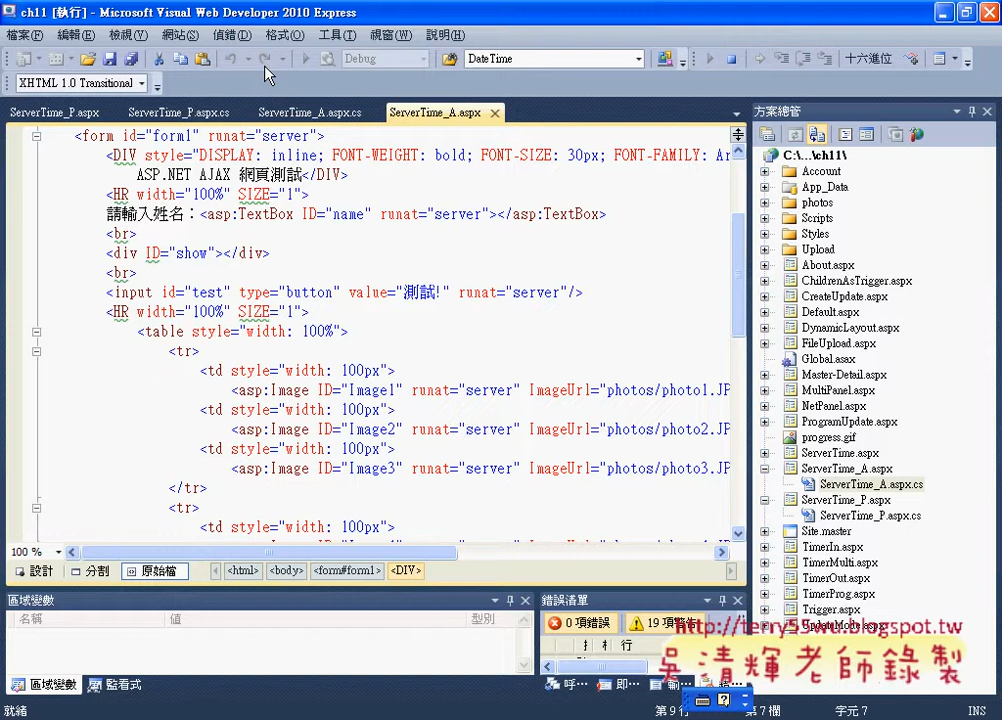 ch11 [執行] - Microsoft Visual Web Developer 2010 Express
檔案(F) 編輯(E) 檢視(V) 網站(S) 偵錯(D) 格式(O) 工具(T) 視窗(W) 說明(H)
Debug DateTime 十六進位
XHTML 1.0 Transitional
ServerTime_P.aspx ServerTime_P.aspx.cs ServerTime_A.aspx.cs ServerTime_A.aspx
<form id="form1" runat="server">
<DIV style="DISPLAY: inline; FONT-WEIGHT: bold; FONT-SIZE: 30px; FONT-FAMILY: Ar
ASP.NET AJAX 網頁測試</DIV>
<HR width="100%" SIZE="1">
請輸入姓名：<asp:TextBox ID="name" runat="server"></asp:TextBox>
<br>
<div ID="show"></div>
<br>
<input id="test" type="button" value="測試!" runat="server"/>
<HR width="100%" SIZE="1">
<table style="width: 100%">
<tr>
<td style="width: 100px">
<asp:Image ID="Image1" runat="server" ImageUrl="photos/photo1.JP
<td style="width: 100px">
<asp:Image ID="Image2" runat="server" ImageUrl="photos/photo2.JP
<td style="width: 100px">
<asp:Image ID="Image3" runat="server" ImageUrl="photos/photo3.JP
</tr>
<tr>
<td style="width: 100px">
100 %
設計 分割 原始檔 <html> <body> <form#form1> <DIV>
方案總管
C:\...\ch11\
Account
App_Data
photos
Scripts
Styles
Upload
About.aspx
ChildrenAsTrigger.aspx
CreateUpdate.aspx
Default.aspx
DynamicLayout.aspx
FileUpload.aspx
Global.asax
Master-Detail.aspx
MultiPanel.aspx
NetPanel.aspx
ProgramUpdate.aspx
progress.gif
ServerTime.aspx
ServerTime_A.aspx
ServerTime_A.aspx.cs
ServerTime_P.aspx
ServerTime_P.aspx.cs
Site.master
TimerIn.aspx
TimerMulti.aspx
TimerOut.aspx
TimerProg.aspx
Trigger.aspx
UpdateMode.aspx
區域變數
名稱 值 型別
區域變數 監看式
錯誤清單
0 項錯誤 19 項警告
行
呼… 即… 輸…
http://terry55wu.blogspot.tw
吳清輝老師錄製
就緒 第 9 行 第 7 欄 字元 7 INS